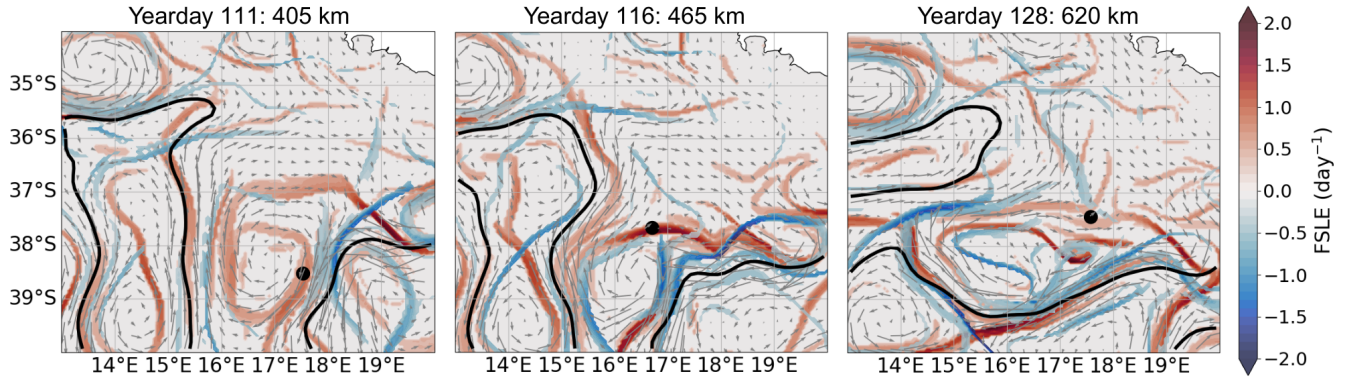 Yearday 111: 405 km
Yearday 116: 465 km
Yearday 128: 620 km
35°S
36°S
37°S
38°S
39°S
14°E 15°E 16°E 17°E 18°E 19°E
14°E 15°E 16°E 17°E 18°E 19°E
14°E 15°E 16°E 17°E 18°E 19°E
2.0
1.5
1.0
0.5
0.0
−0.5
−1.0
−1.5
−2.0
FSLE (day⁻¹)